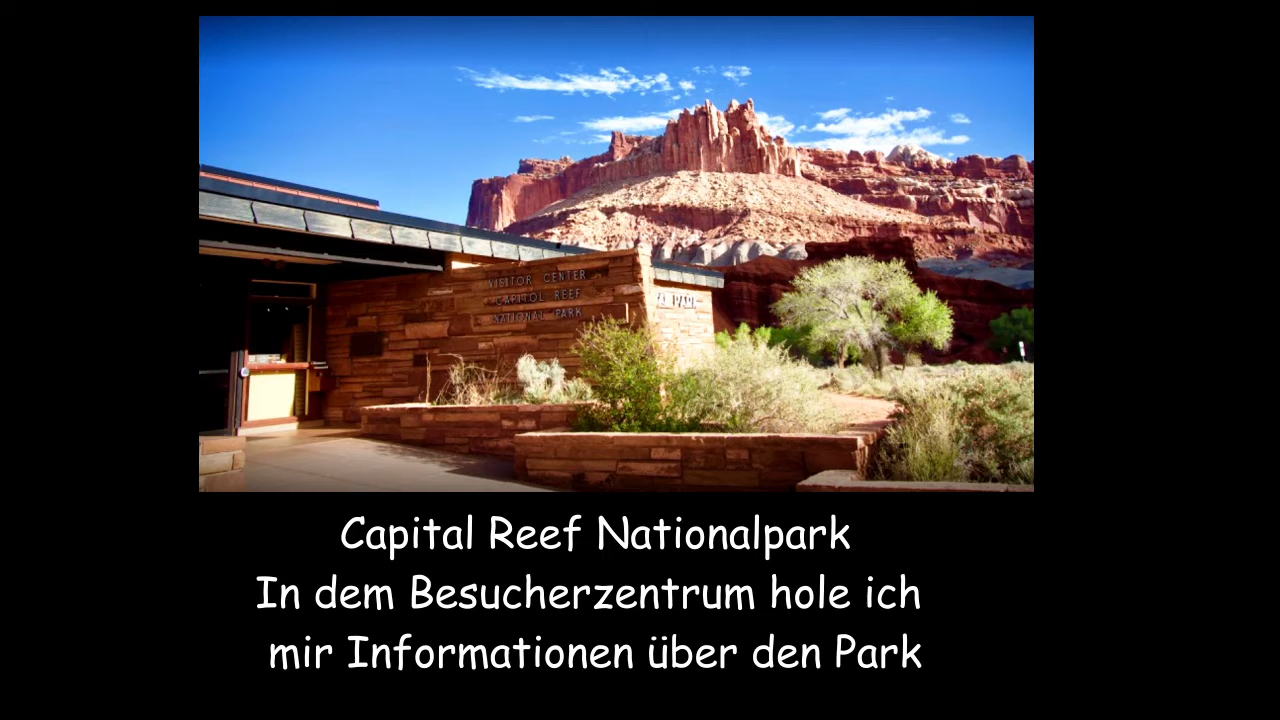 VISITOR CENTER
CAPITOL REEF
NATIONAL PARK
Capital Reef Nationalpark
In dem Besucherzentrum hole ich
mir Informationen über den Park